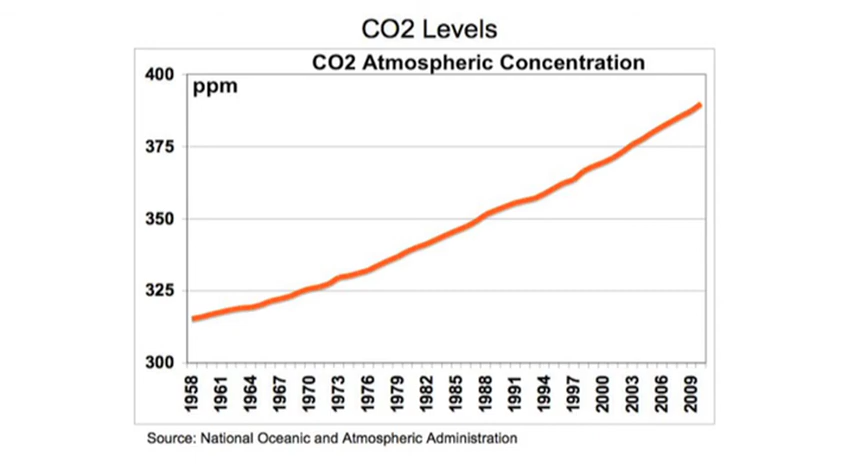 CO2 Levels
CO2 Atmospheric Concentration
ppm
400
375
350
325
300
1958 1961 1964 1967 1970 1973 1976 1979 1982 1985 1988 1991 1994 1997 2000 2003 2006 2009
Source: National Oceanic and Atmospheric Administration